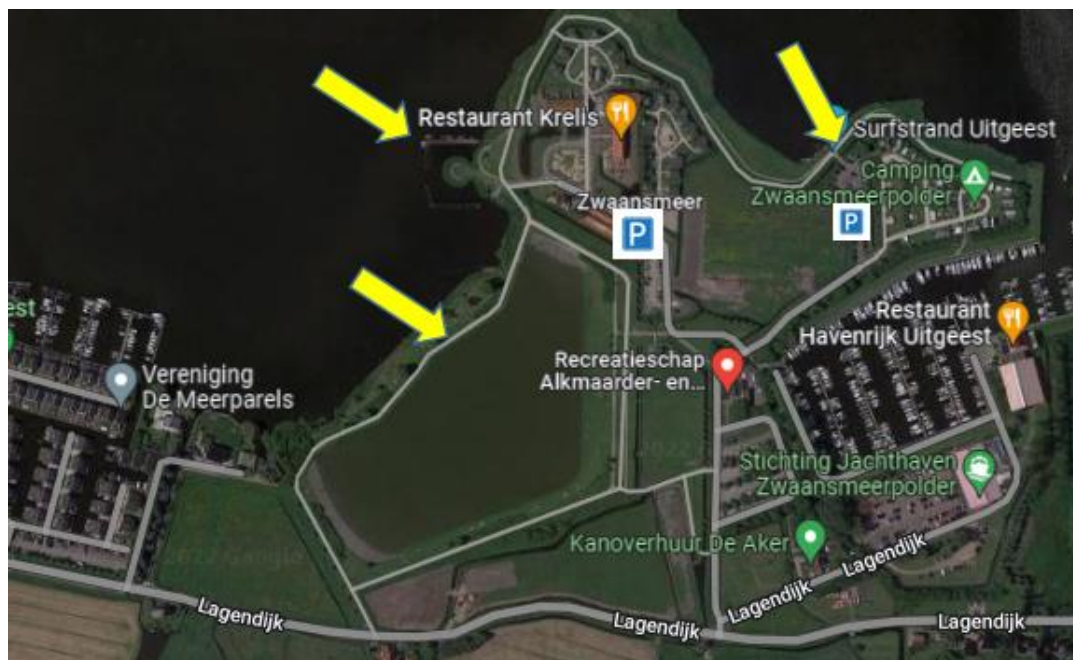 Restaurant Krelis
Surfstrand Uitgeest
Camping
Zwaansmeerpolder
Zwaansmeer
P
P
est
Restaurant
Havenrijk Uitgeest
Recreatieschap
Alkmaarder- en...
Vereniging
De Meerparels
Stichting Jachthaven
Zwaansmeerpolder
Kanoverhuur De Aker
Lagendijk
Lagendijk
Lagendijk
Lagendijk
Lagendijk